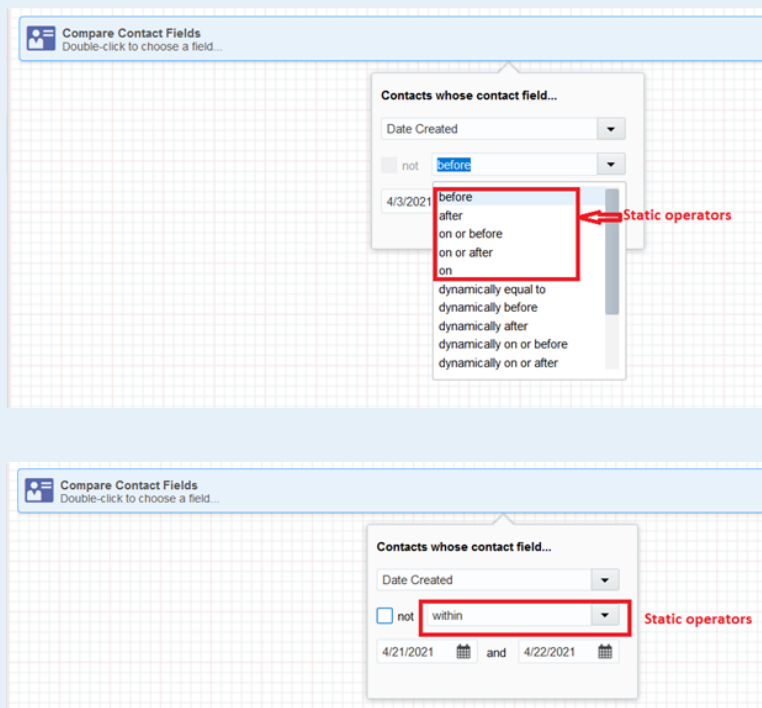 Compare Contact Fields
Double-click to choose a field...
Contacts whose contact field...
Date Created
not before
4/3/2021
before
after
on or before
on or after
on
dynamically equal to
dynamically before
dynamically after
dynamically on or before
dynamically on or after
Static operators
Compare Contact Fields
Double-click to choose a field...
Contacts whose contact field...
Date Created
not within
Static operators
4/21/2021 and 4/22/2021